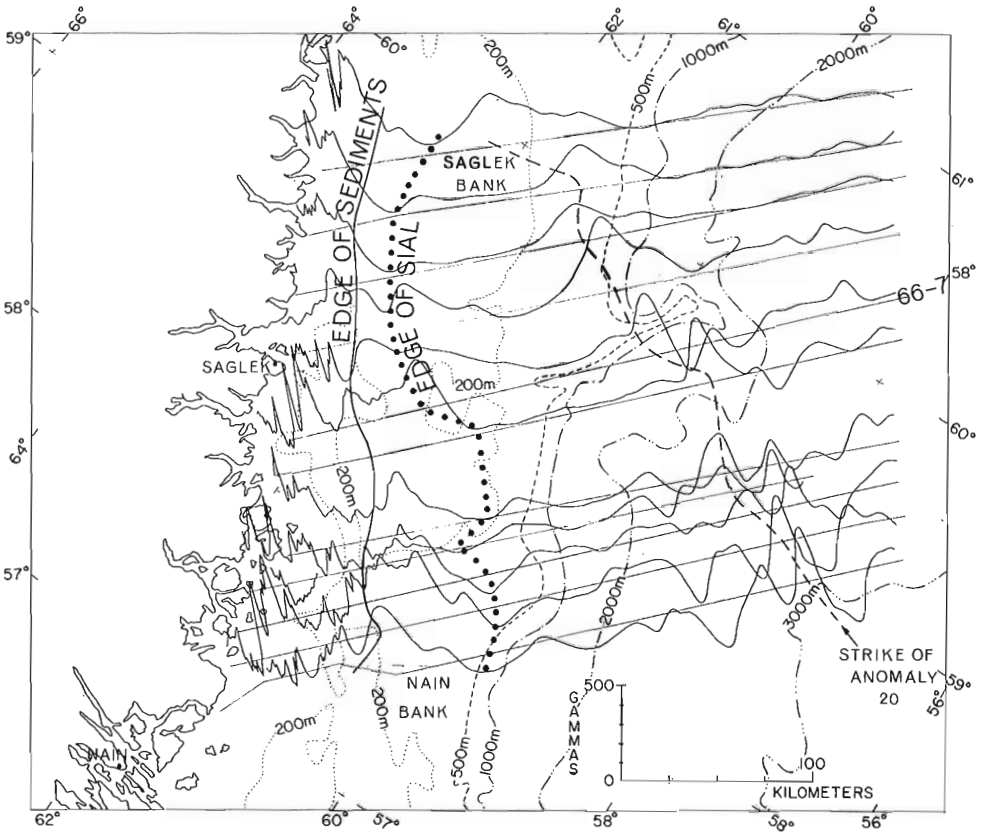 59°
66°
64°
60°
200m
62°
500m
1000m
61°
2000m
60°
SAGLEK
BANK
EDGE OF SEDIMENTS
EDGE OF SIAL
61°
58°
66-7
58°
SAGLEK
200m
60°
64°
200m
57°
2000m
3000m
STRIKE OF
ANOMALY
20
59°
56°
NAIN
BANK
200m
200m
500m
1000m
GAMMAS
500
0
100
KILOMETERS
NAIN
62°
60°
57°
58°
58°
56°